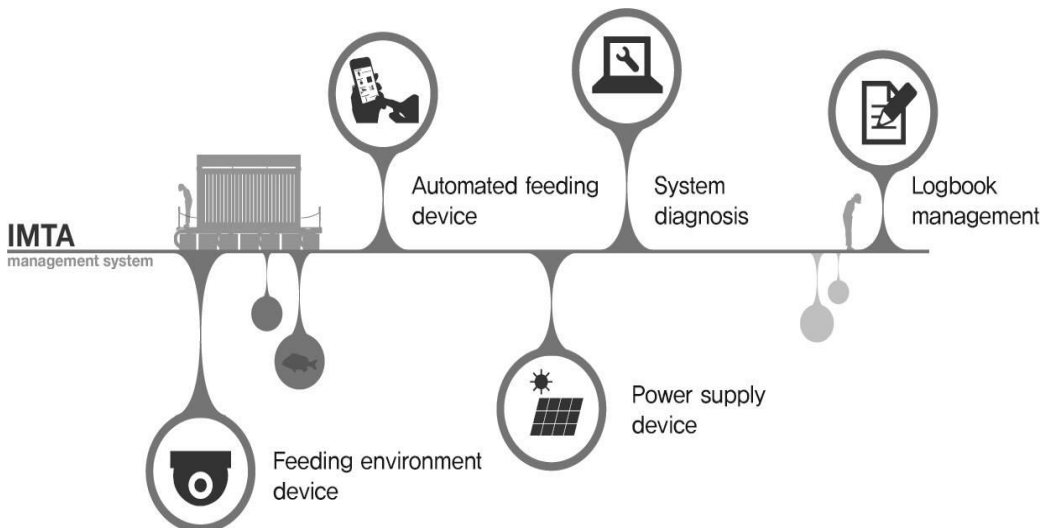 IMTA
management system
Automated feeding
device
System
diagnosis
Logbook
management
Feeding environment
device
Power supply
device